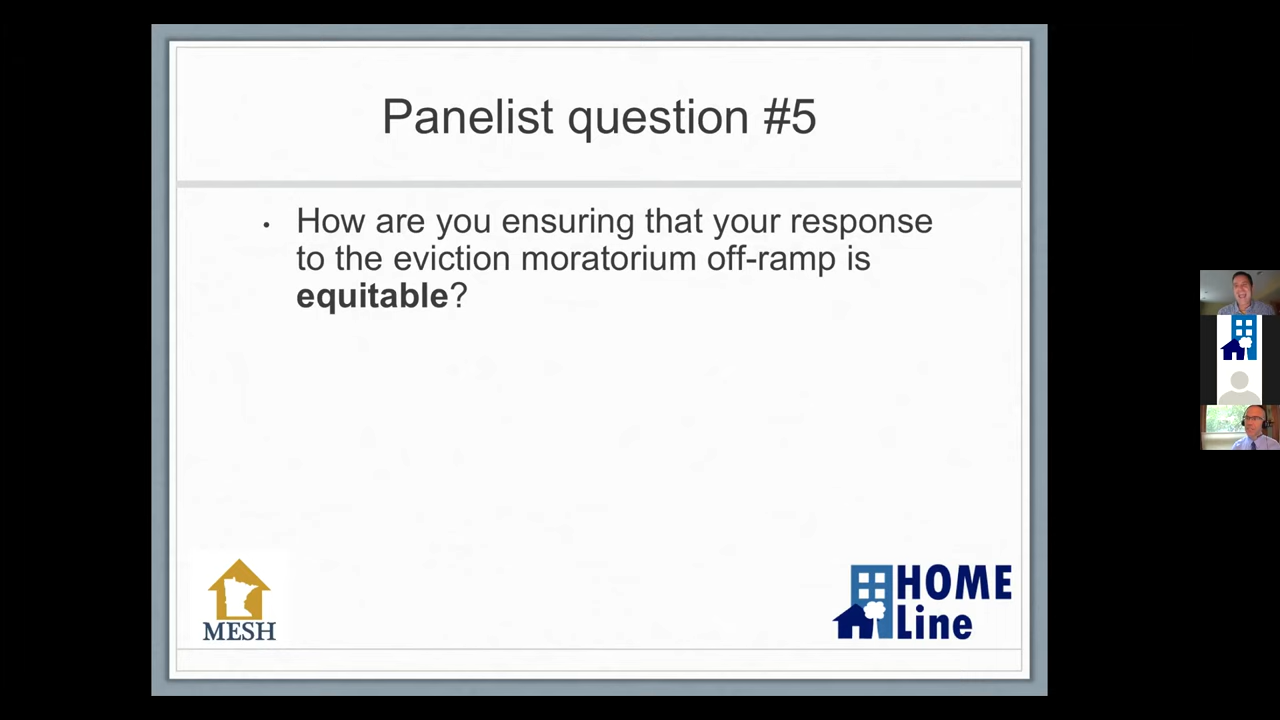 Panelist question #5
• How are you ensuring that your response
to the eviction moratorium off-ramp is
equitable?
MESH
HOME
Line